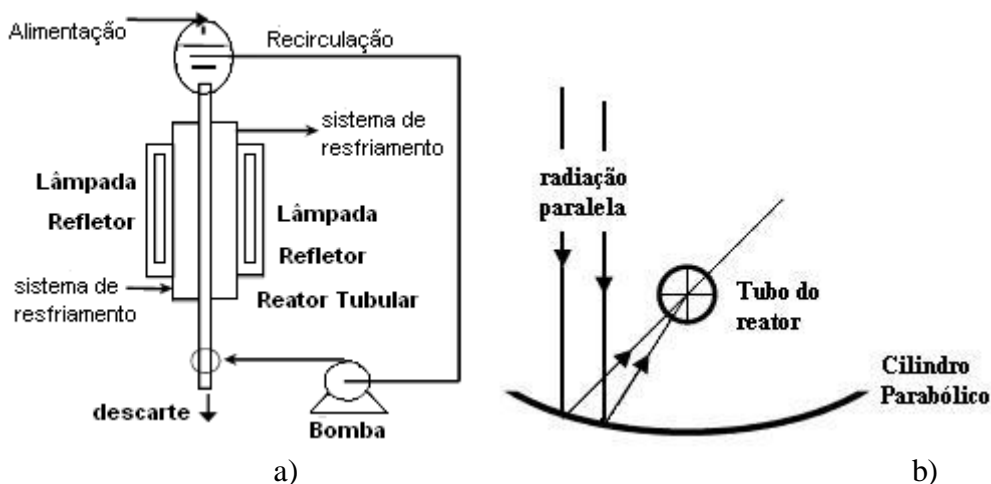 Alimentação
Recirculação
sistema de
resfriamento
Lâmpada
Refletor
Lâmpada
Refletor
sistema de
resfriamento
Reator Tubular
descarte
Bomba
a)
radiação
paralela
Tubo do
reator
Cilindro
Parabólico
b)